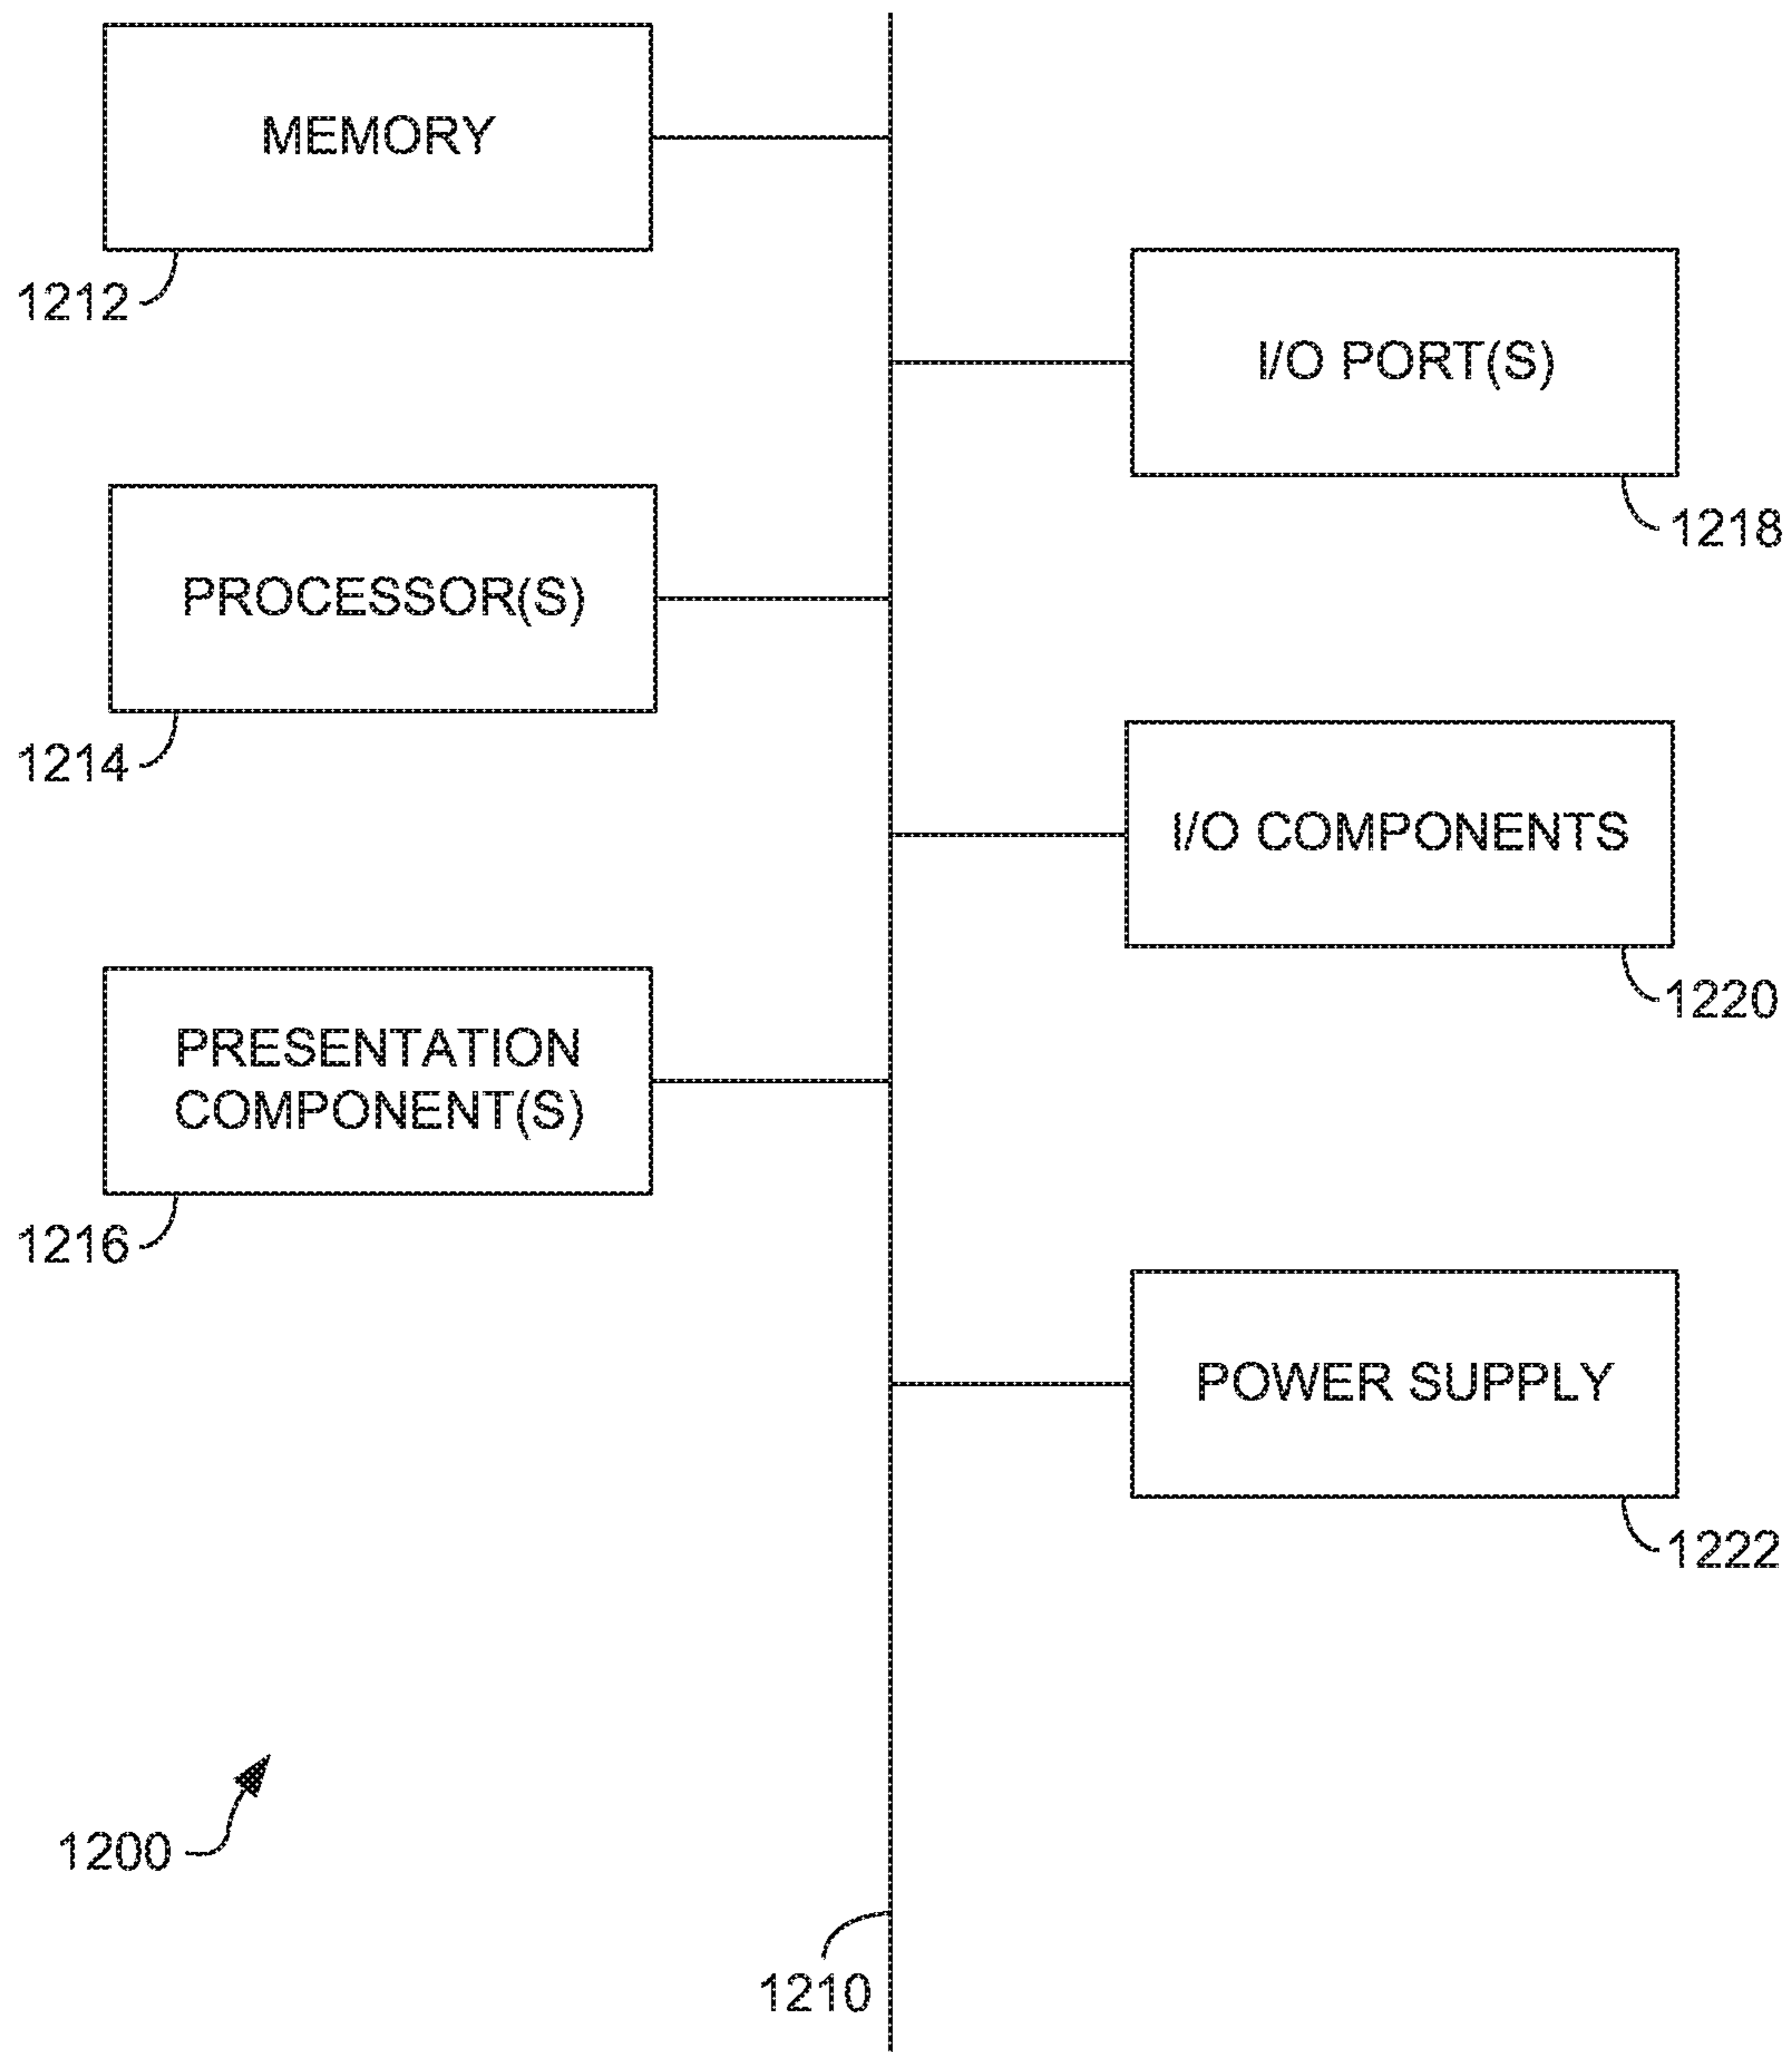 MEMORY
1212
I/O PORT(S)
1218
PROCESSOR(S)
1214
I/O COMPONENTS
1220
PRESENTATION
COMPONENT(S)
1216
POWER SUPPLY
1222
1200
1210